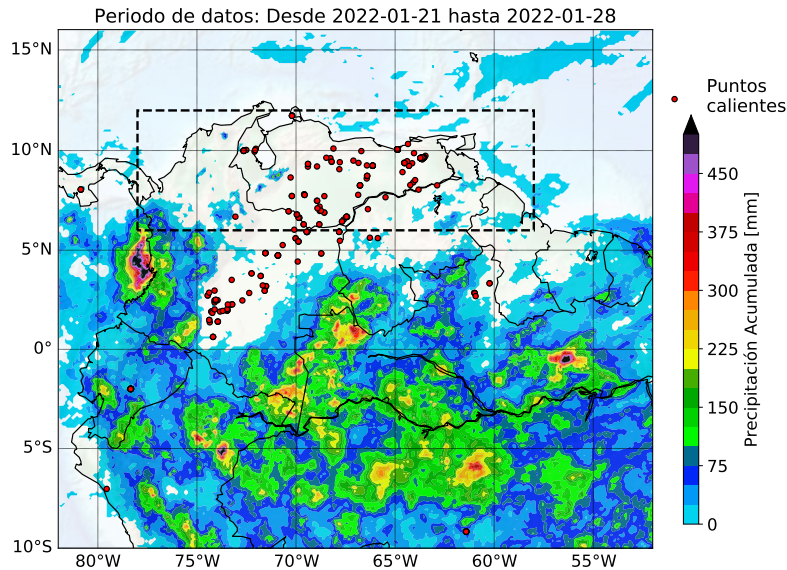 Periodo de datos: Desde 2022-01-21 hasta 2022-01-28
15°N
10°N
5°N
0°
5°S
10°S
80°W
75°W
70°W
65°W
60°W
55°W
Puntos
calientes
450
375
300
225
150
75
0
Precipitación Acumulada [mm]